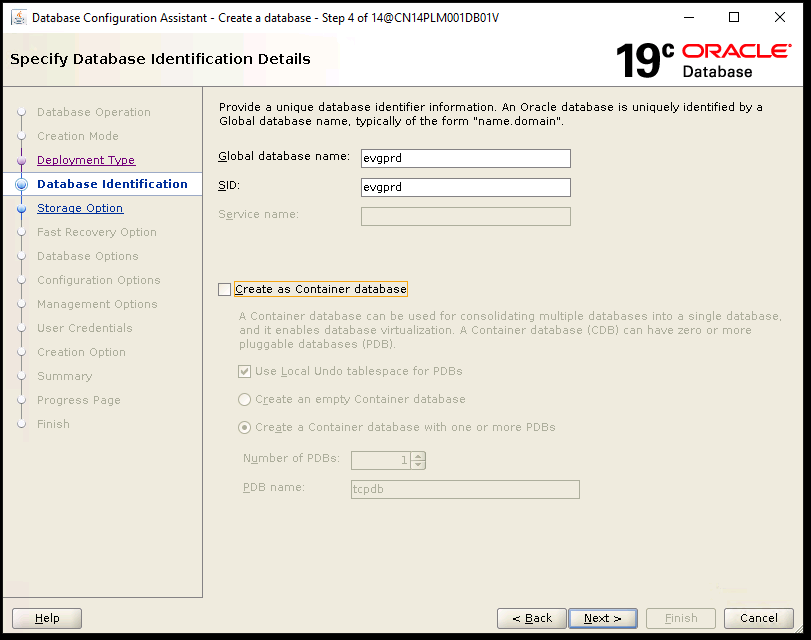 Database Configuration Assistant - Create a database - Step 4 of 14@CN14PLM001DB01V
Specify Database Identification Details
19c ORACLE
Database
Database Operation
Creation Mode
Deployment Type
Database Identification
Storage Option
Fast Recovery Option
Database Options
Configuration Options
Management Options
User Credentials
Creation Option
Summary
Progress Page
Finish
Provide a unique database identifier information. An Oracle database is uniquely identified by a
Global database name, typically of the form "name.domain".
Global database name: evgprd
SID: evgprd
Service name:
Create as Container database
A Container database can be used for consolidating multiple databases into a single database,
and it enables database virtualization. A Container database (CDB) can have zero or more
pluggable databases (PDB).
Use Local Undo tablespace for PDBs
Create an empty Container database
Create a Container database with one or more PDBs
Number of PDBs: 1
PDB name: tcpdb
Help
< Back
Next >
Finish
Cancel